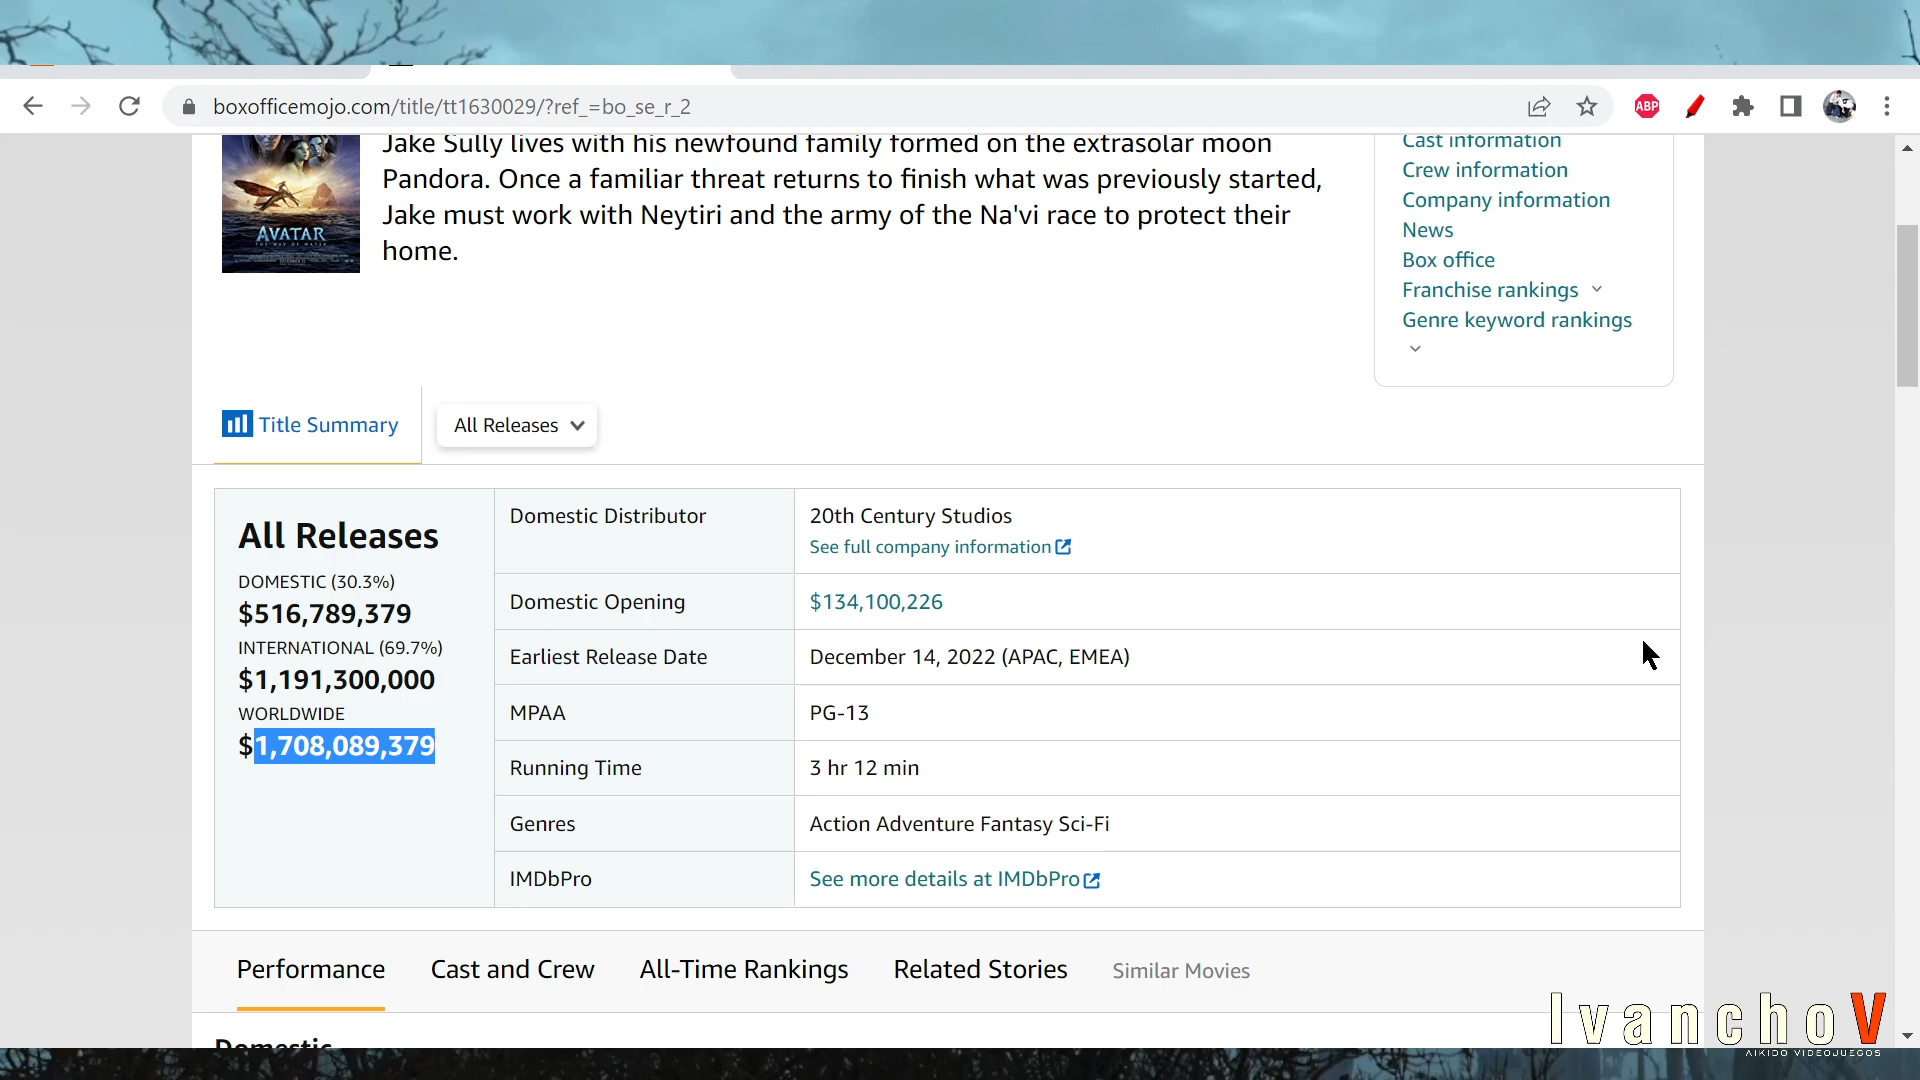 boxofficemojo.com/title/tt1630029/?ref_=bo_se_r_2
ABP
AVATAR
THE WAY OF WATER
Jake Sully lives with his newfound family formed on the extrasolar moon
Pandora. Once a familiar threat returns to finish what was previously started,
Jake must work with Neytiri and the army of the Na'vi race to protect their
home.
Cast information
Crew information
Company information
News
Box office
Franchise rankings
Genre keyword rankings
Title Summary
All Releases
All Releases
DOMESTIC (30.3%)
$516,789,379
INTERNATIONAL (69.7%)
$1,191,300,000
WORLDWIDE
$1,708,089,379
Domestic Distributor
20th Century Studios
See full company information
Domestic Opening
$134,100,226
Earliest Release Date
December 14, 2022 (APAC, EMEA)
MPAA
PG-13
Running Time
3 hr 12 min
Genres
Action Adventure Fantasy Sci-Fi
IMDbPro
See more details at IMDbPro
Performance
Cast and Crew
All-Time Rankings
Related Stories
Similar Movies
Domestic
IvanchoV
AIKIDO VIDEOJUEGOS